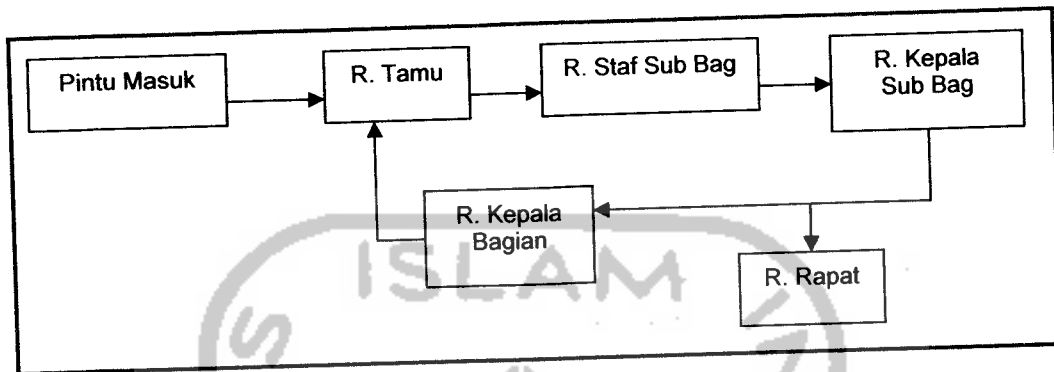 Pintu Masuk
R. Tamu
R. Staf Sub Bag
R. Kepala
Sub Bag
R. Kepala
Bagian
R. Rapat
ISLAM